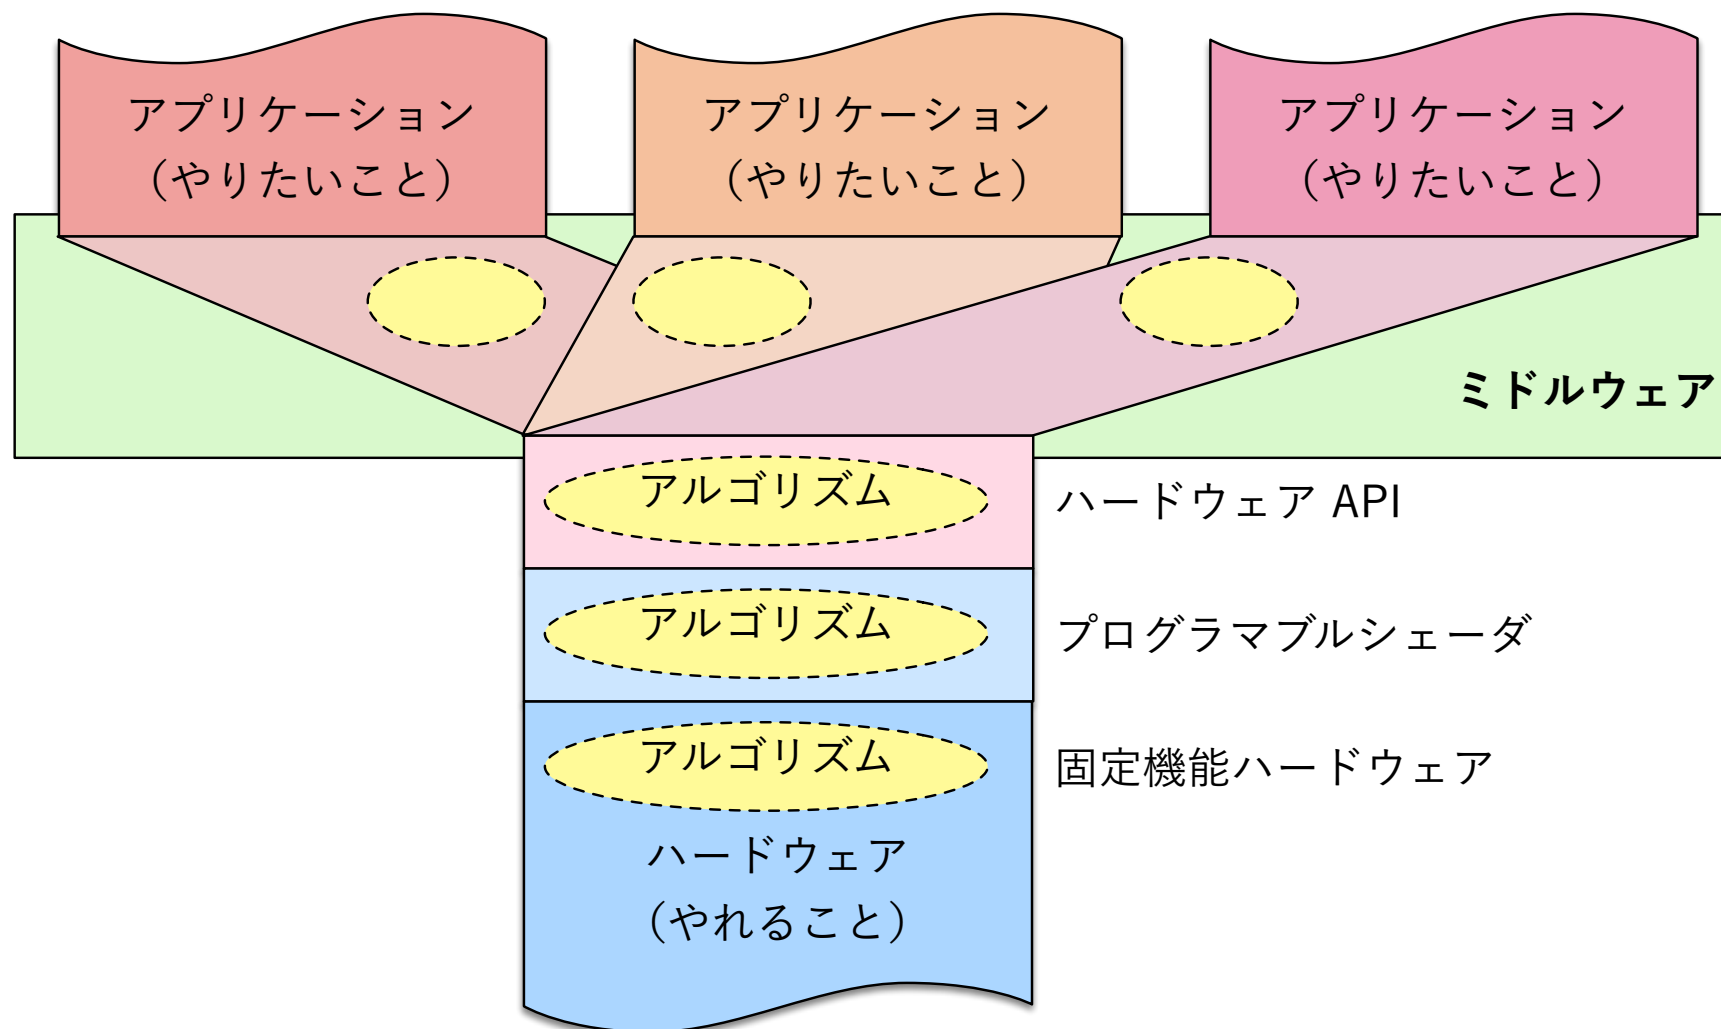 アプリケーション
（やりたいこと）
アプリケーション
（やりたいこと）
アプリケーション
（やりたいこと）
ミドルウェア
アルゴリズム
ハードウェア API
アルゴリズム
プログラマブルシェーダ
アルゴリズム
固定機能ハードウェア
ハードウェア
（やれること）